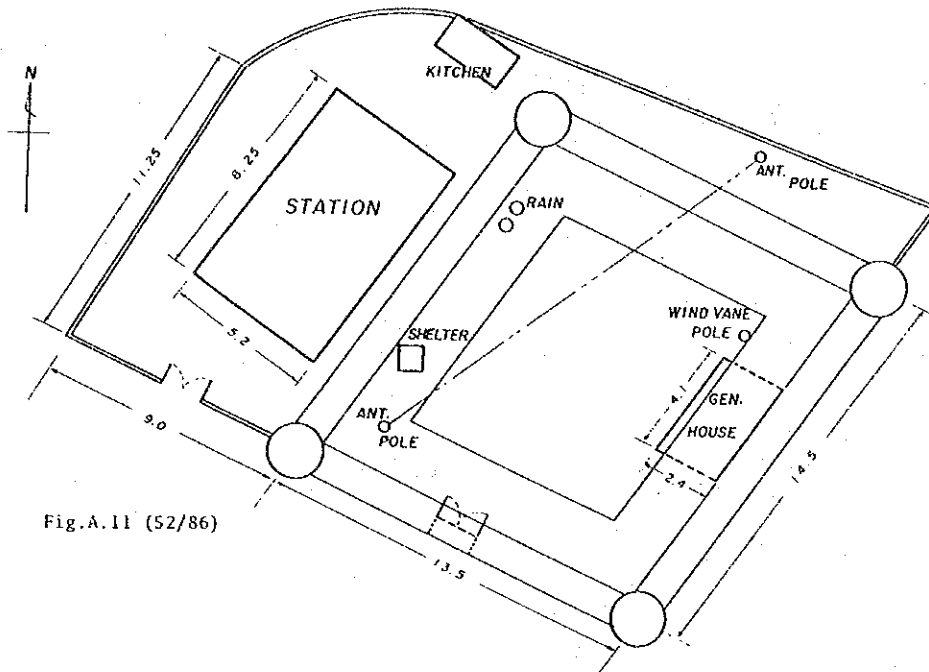 N
KITCHEN
11.25
8.25
STATION
RAIN
ANT. POLE
5.2
SHELTER
WIND VANE
POLE
4.1
GEN.
HOUSE
ANT.
POLE
9.0
2.4
14.5
13.5
Fig.A.11 (52/86)